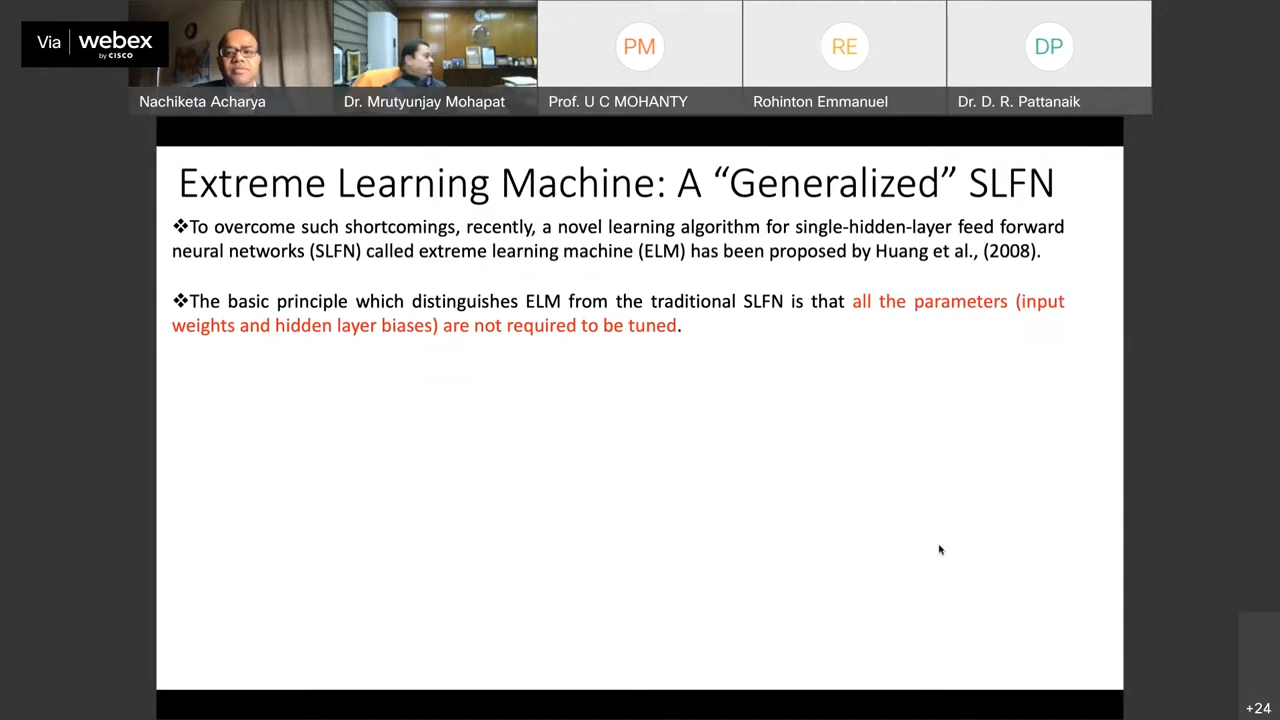 Via webex
by CISCO
PM
RE
DP
Nachiketa Acharya
Dr. Mrutyunjay Mohapat
Prof. U C MOHANTY
Rohinton Emmanuel
Dr. D. R. Pattanaik
Extreme Learning Machine: A “Generalized” SLFN
❖To overcome such shortcomings, recently, a novel learning algorithm for single-hidden-layer feed forward
neural networks (SLFN) called extreme learning machine (ELM) has been proposed by Huang et al., (2008).
❖The basic principle which distinguishes ELM from the traditional SLFN is that all the parameters (input
weights and hidden layer biases) are not required to be tuned.
+24